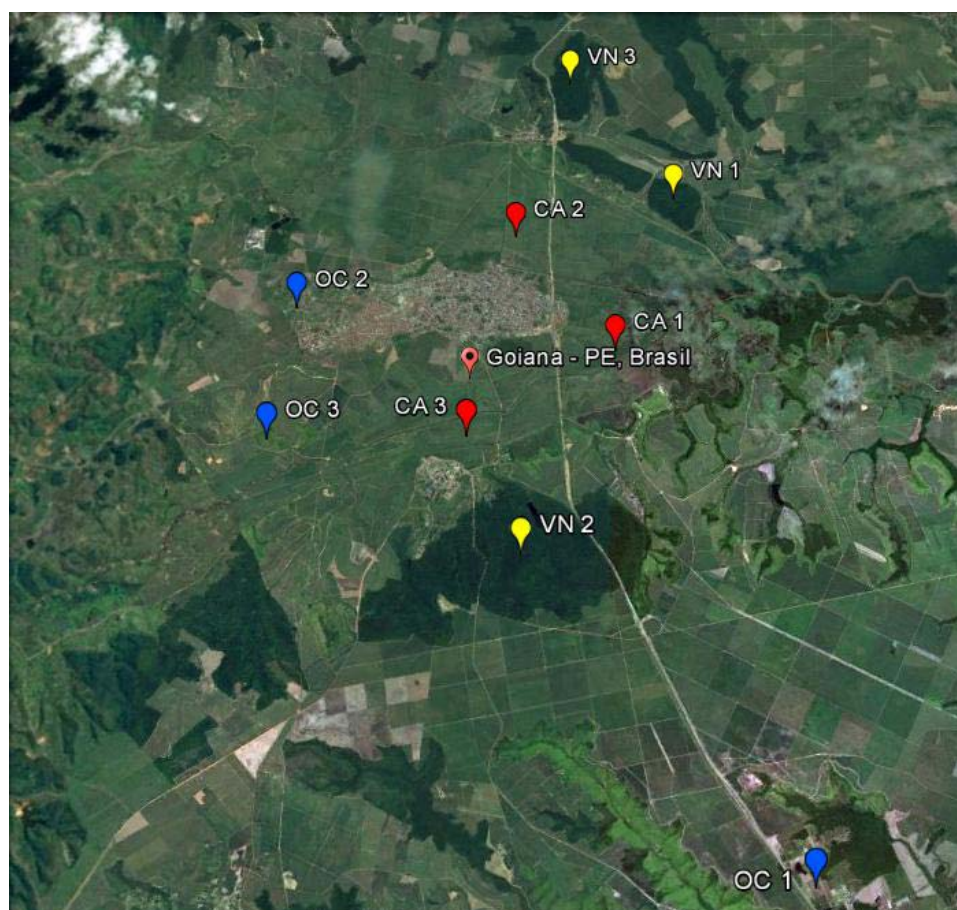 VN 3
VN 1
CA 2
OC 2
CA 1
Goiana - PE, Brasil
OC 3
CA 3
VN 2
OC 1